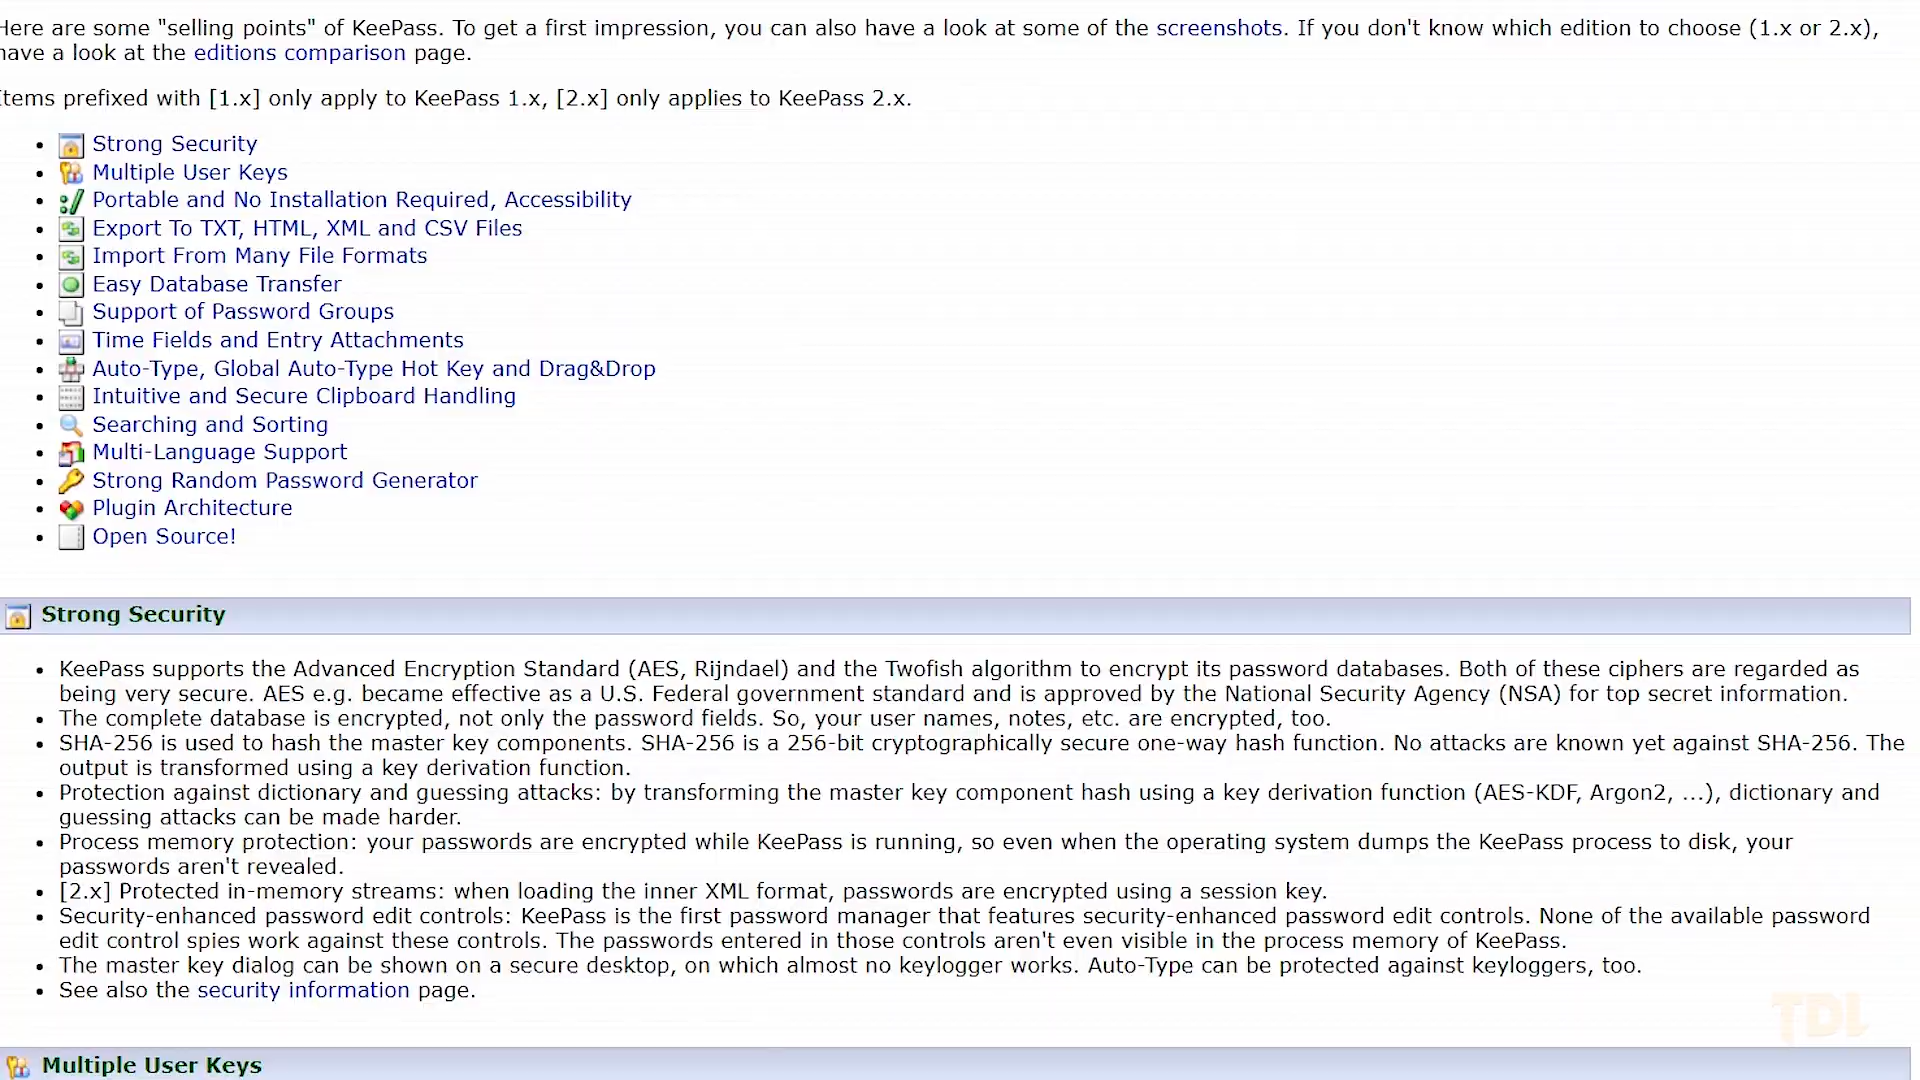 Here are some "selling points" of KeePass. To get a first impression, you can also have a look at some of the screenshots. If you don't know which edition to choose (1.x or 2.x),
have a look at the editions comparison page.
Items prefixed with [1.x] only apply to KeePass 1.x, [2.x] only applies to KeePass 2.x.
• Strong Security
• Multiple User Keys
• Portable and No Installation Required, Accessibility
• Export To TXT, HTML, XML and CSV Files
• Import From Many File Formats
• Easy Database Transfer
• Support of Password Groups
• Time Fields and Entry Attachments
• Auto-Type, Global Auto-Type Hot Key and Drag&Drop
• Intuitive and Secure Clipboard Handling
• Searching and Sorting
• Multi-Language Support
• Strong Random Password Generator
• Plugin Architecture
• Open Source!
Strong Security
• KeePass supports the Advanced Encryption Standard (AES, Rijndael) and the Twofish algorithm to encrypt its password databases. Both of these ciphers are regarded as
being very secure. AES e.g. became effective as a U.S. Federal government standard and is approved by the National Security Agency (NSA) for top secret information.
• The complete database is encrypted, not only the password fields. So, your user names, notes, etc. are encrypted, too.
• SHA-256 is used to hash the master key components. SHA-256 is a 256-bit cryptographically secure one-way hash function. No attacks are known yet against SHA-256. The
output is transformed using a key derivation function.
• Protection against dictionary and guessing attacks: by transforming the master key component hash using a key derivation function (AES-KDF, Argon2, ...), dictionary and
guessing attacks can be made harder.
• Process memory protection: your passwords are encrypted while KeePass is running, so even when the operating system dumps the KeePass process to disk, your
passwords aren't revealed.
• [2.x] Protected in-memory streams: when loading the inner XML format, passwords are encrypted using a session key.
• Security-enhanced password edit controls: KeePass is the first password manager that features security-enhanced password edit controls. None of the available password
edit control spies work against these controls. The passwords entered in those controls aren't even visible in the process memory of KeePass.
• The master key dialog can be shown on a secure desktop, on which almost no keylogger works. Auto-Type can be protected against keyloggers, too.
• See also the security information page.
TDL
Multiple User Keys